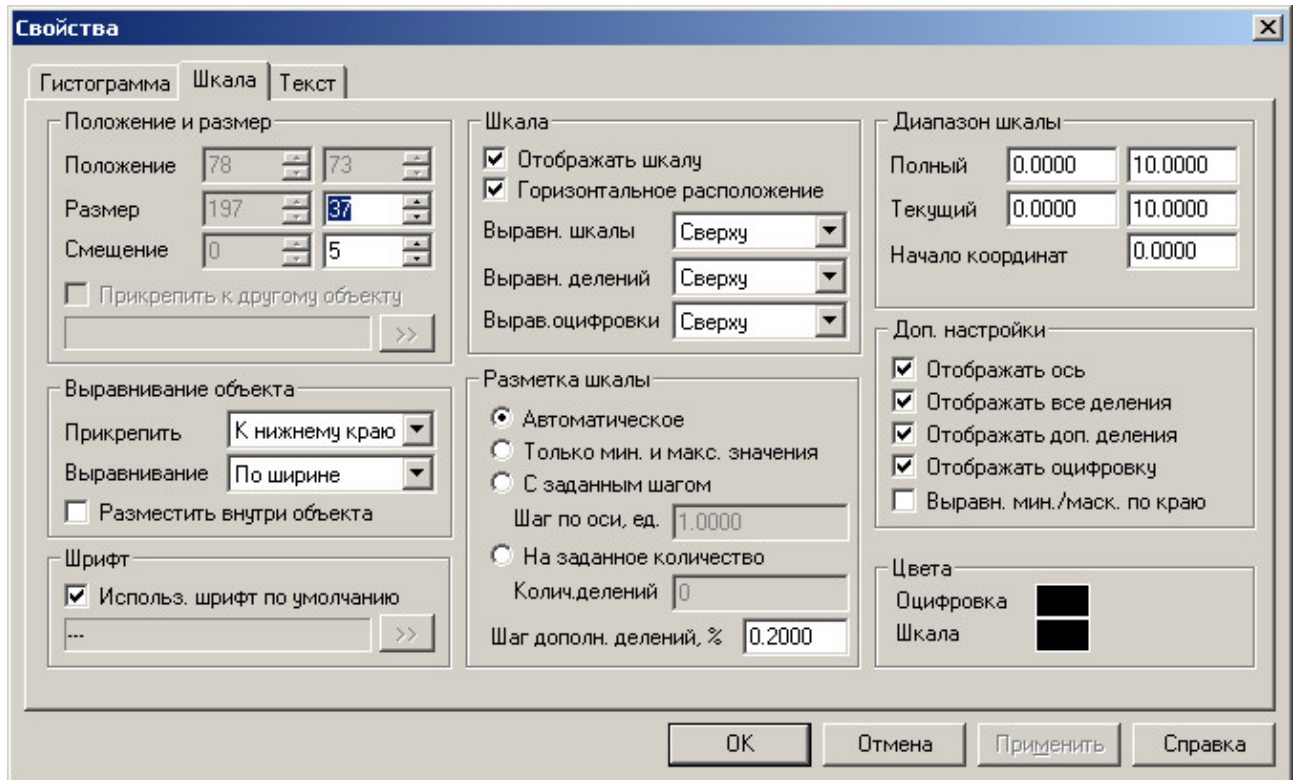 Свойства
Гистограмма Шкала Текст
Положение и размер
Положение 78 73
Размер 197 37
Смещение 0 5
Прикрепить к другому объекту
>>
Выравнивание объекта
Прикрепить К нижнему краю
Выравнивание По ширине
Разместить внутри объекта
Шрифт
Использ. шрифт по умолчанию
--- >>
Шкала
Отображать шкалу
Горизонтальное расположение
Выравн. шкалы Сверху
Выравн. делений Сверху
Вырав.оцифровки Сверху
Разметка шкалы
Автоматическое
Только мин. и макс. значения
С заданным шагом
Шаг по оси, ед. 1.0000
На заданное количество
Колич.делений 0
Шаг дополн. делений, % 0.2000
Диапазон шкалы
Полный 0.0000 10.0000
Текущий 0.0000 10.0000
Начало координат 0.0000
Доп. настройки
Отображать ось
Отображать все деления
Отображать доп. деления
Отображать оцифровку
Выравн. мин./маск. по краю
Цвета
Оцифровка
Шкала
OK Отмена Применить Справка